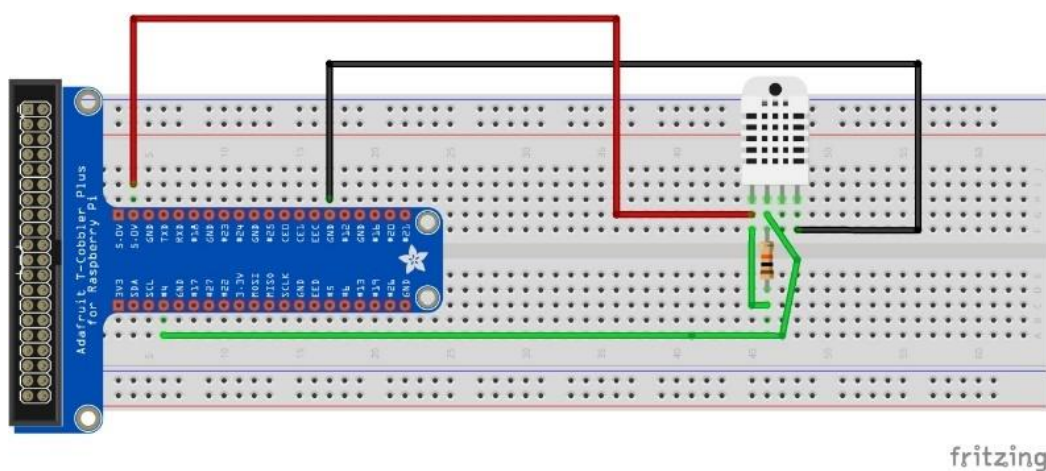 Adafruit T-Cobbler Plus
for Raspberry Pi
5.0V
5.0V
GND
TXD
RXD
#18
GND
#23
#24
GND
#25
CE0
CE1
EEC
GND
#12
GND
#16
#20
#21
3V3
SDA
SCL
#4
GND
#17
#27
#22
3.3V
MOSI
MISO
SCLK
GND
EED
#5
#6
#13
#19
#26
GND
fritzing